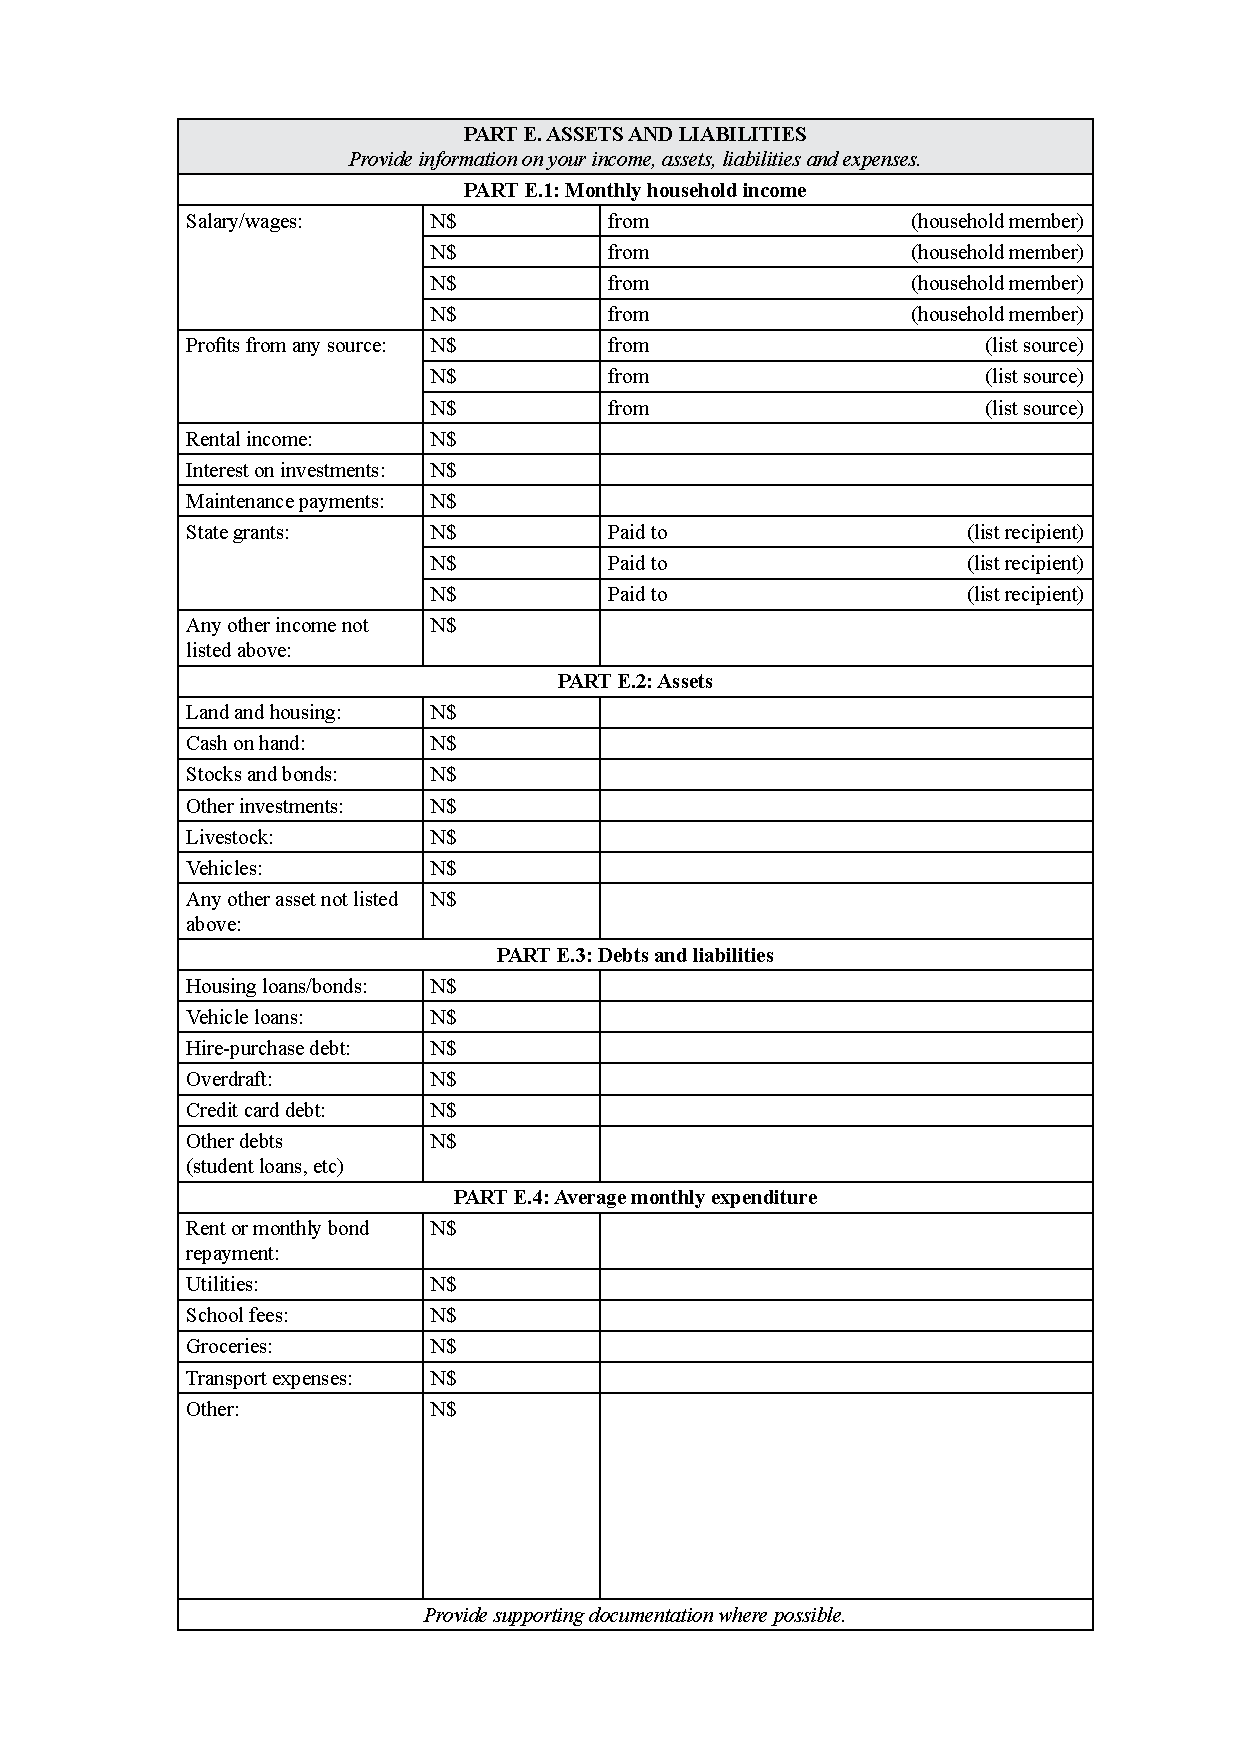 PART E. ASSETS AND LIABILITIES
Provide information on your income, assets, liabilities and expenses.
PART E.1: Monthly household income
Salary/wages: N$ from (household member)
N$ from (household member)
N$ from (household member)
N$ from (household member)
Profits from any source: N$ from (list source)
N$ from (list source)
N$ from (list source)
Rental income: N$
Interest on investments: N$
Maintenance payments: N$
State grants: N$ Paid to (list recipient)
N$ Paid to (list recipient)
N$ Paid to (list recipient)
Any other income not N$
listed above:
PART E.2: Assets
Land and housing: N$
Cash on hand: N$
Stocks and bonds: N$
Other investments: N$
Livestock: N$
Vehicles: N$
Any other asset not listed N$
above:
PART E.3: Debts and liabilities
Housing loans/bonds: N$
Vehicle loans: N$
Hire-purchase debt: N$
Overdraft: N$
Credit card debt: N$
Other debts N$
(student loans, etc)
PART E.4: Average monthly expenditure
Rent or monthly bond N$
repayment:
Utilities: N$
School fees: N$
Groceries: N$
Transport expenses: N$
Other: N$
Provide supporting documentation where possible.